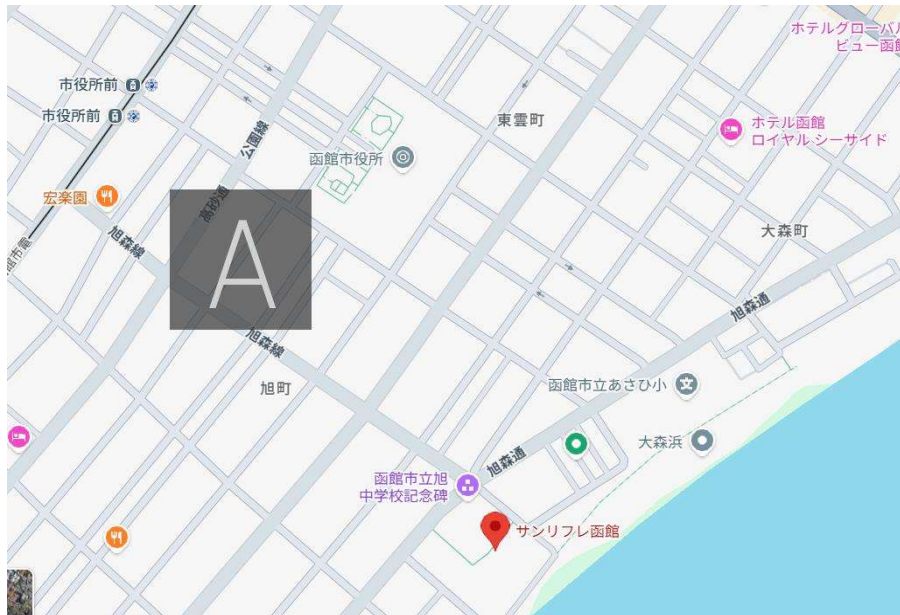 ホテルグローバル
ビュー函館
市役所前
市役所前
公園線
東雲町
ホテル函館
ロイヤル シーサイド
函館市役所
宏楽園
高砂通
旭森線
大森町
A
旭森線
旭森通
旭町
函館市立あさひ小
大森浜
旭森通
函館市立旭
中学校記念碑
サンリフレ函館